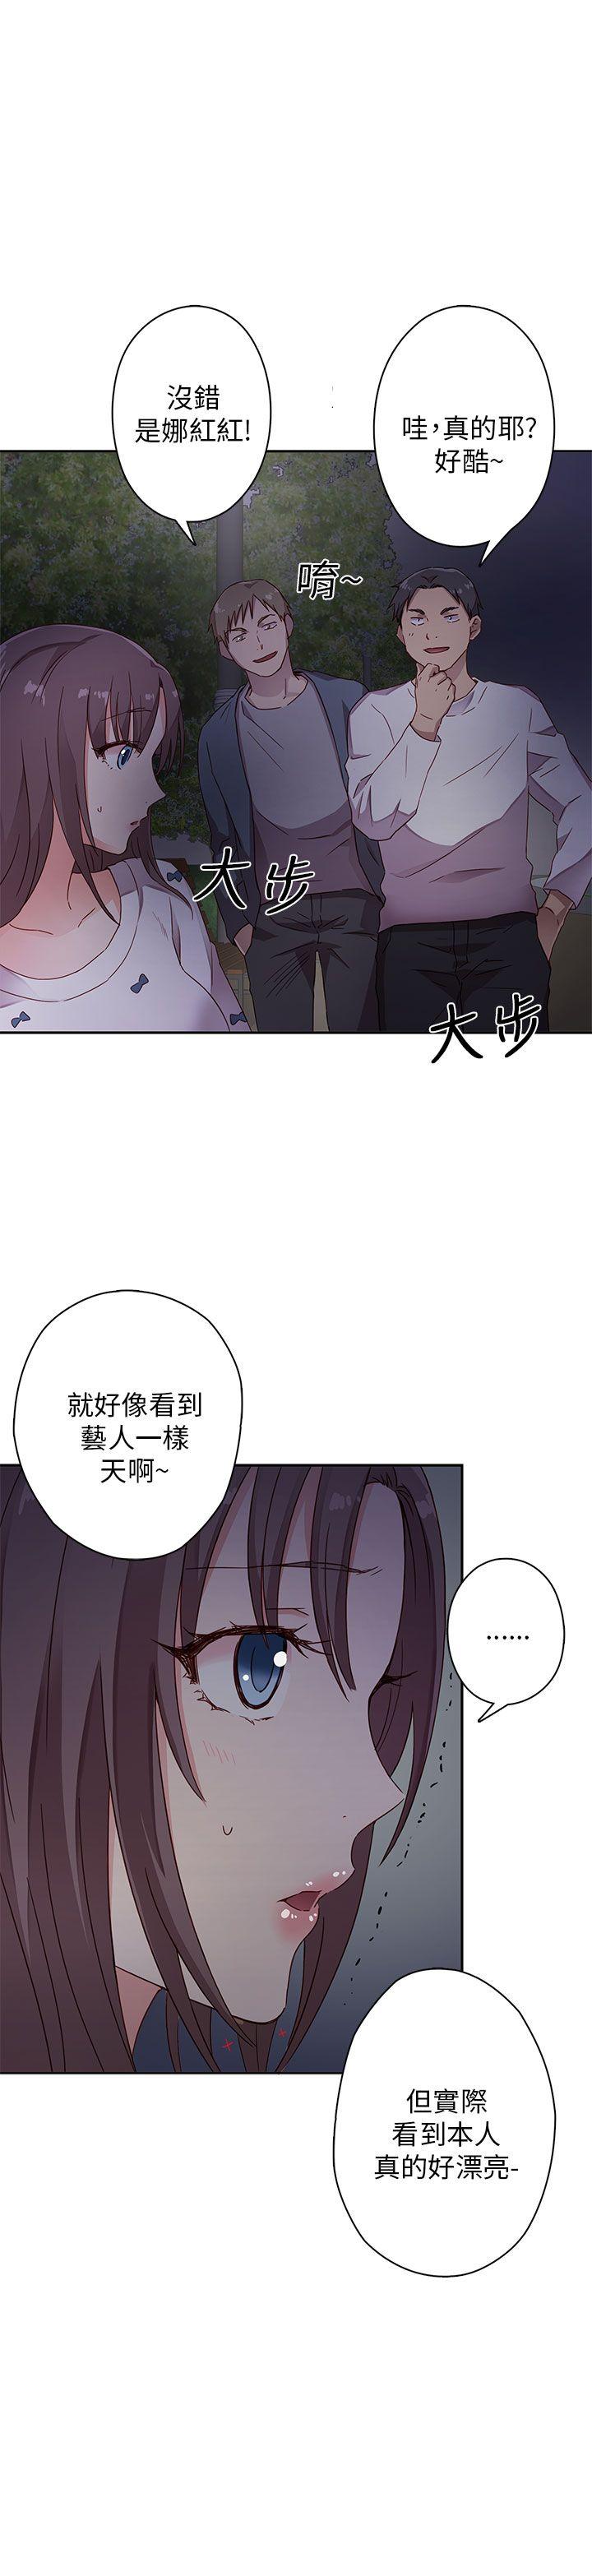 沒錯
是娜紅紅!
哇,真的耶?
好酷~
唷~
大步
大步
就好像看到
藝人一樣
天啊~
……
但實際
看到本人
真的好漂亮-